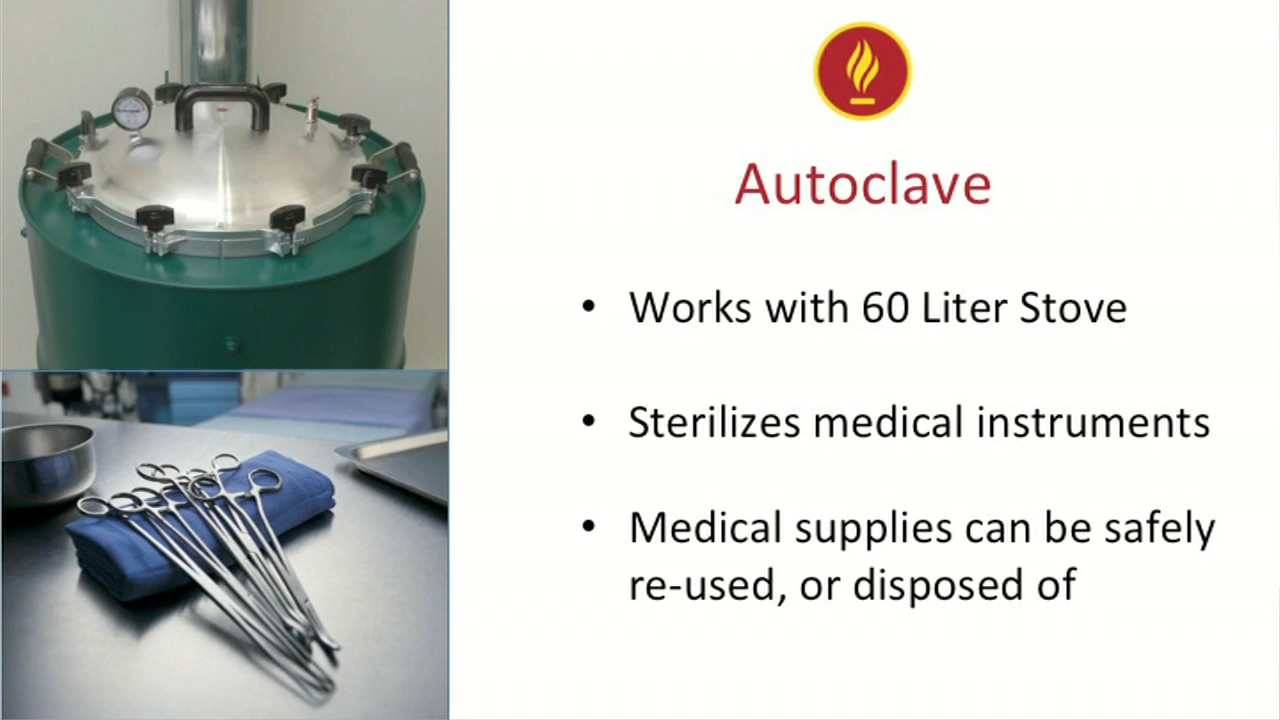 Autoclave
• Works with 60 Liter Stove
• Sterilizes medical instruments
• Medical supplies can be safely
re-used, or disposed of